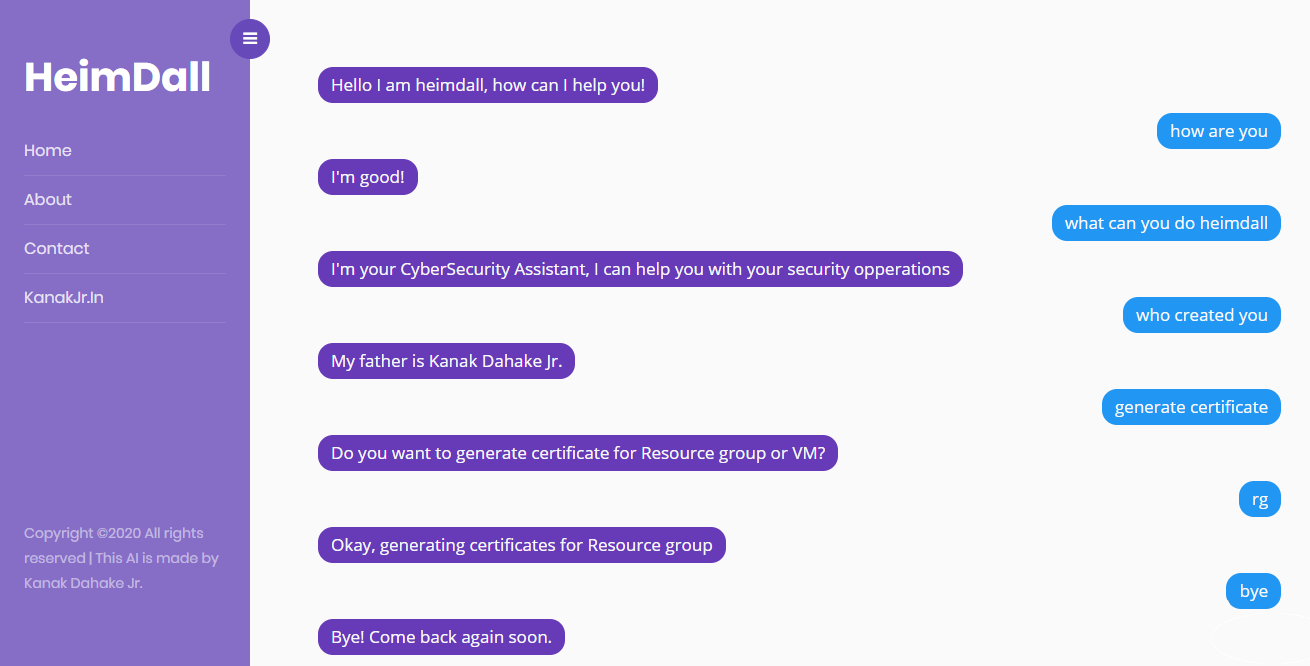 HeimDall
Home
About
Contact
KanakJr.In
Copyright ©2020 All rights
reserved | This AI is made by
Kanak Dahake Jr.
Hello I am heimdall, how can I help you!
how are you
I'm good!
what can you do heimdall
I'm your CyberSecurity Assistant, I can help you with your security opperations
who created you
My father is Kanak Dahake Jr.
generate certificate
Do you want to generate certificate for Resource group or VM?
rg
Okay, generating certificates for Resource group
bye
Bye! Come back again soon.